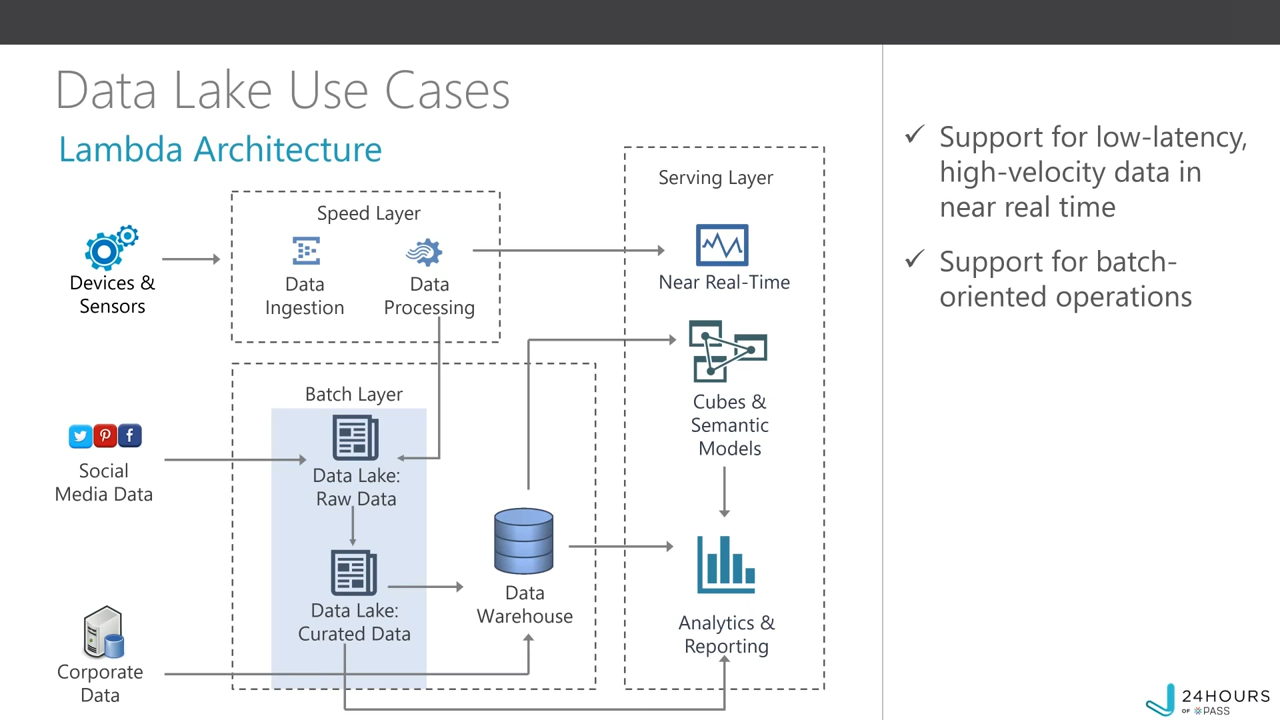 Data Lake Use Cases
Lambda Architecture
Devices &
Sensors
Speed Layer
Data
Ingestion
Data
Processing
Social
Media Data
Batch Layer
Data Lake:
Raw Data
Data Lake:
Curated Data
Data
Warehouse
Corporate
Data
Serving Layer
Near Real-Time
Cubes &
Semantic
Models
Analytics &
Reporting
✓ Support for low-latency,
high-velocity data in
near real time
✓ Support for batch-
oriented operations
24HOURS
OF PASS